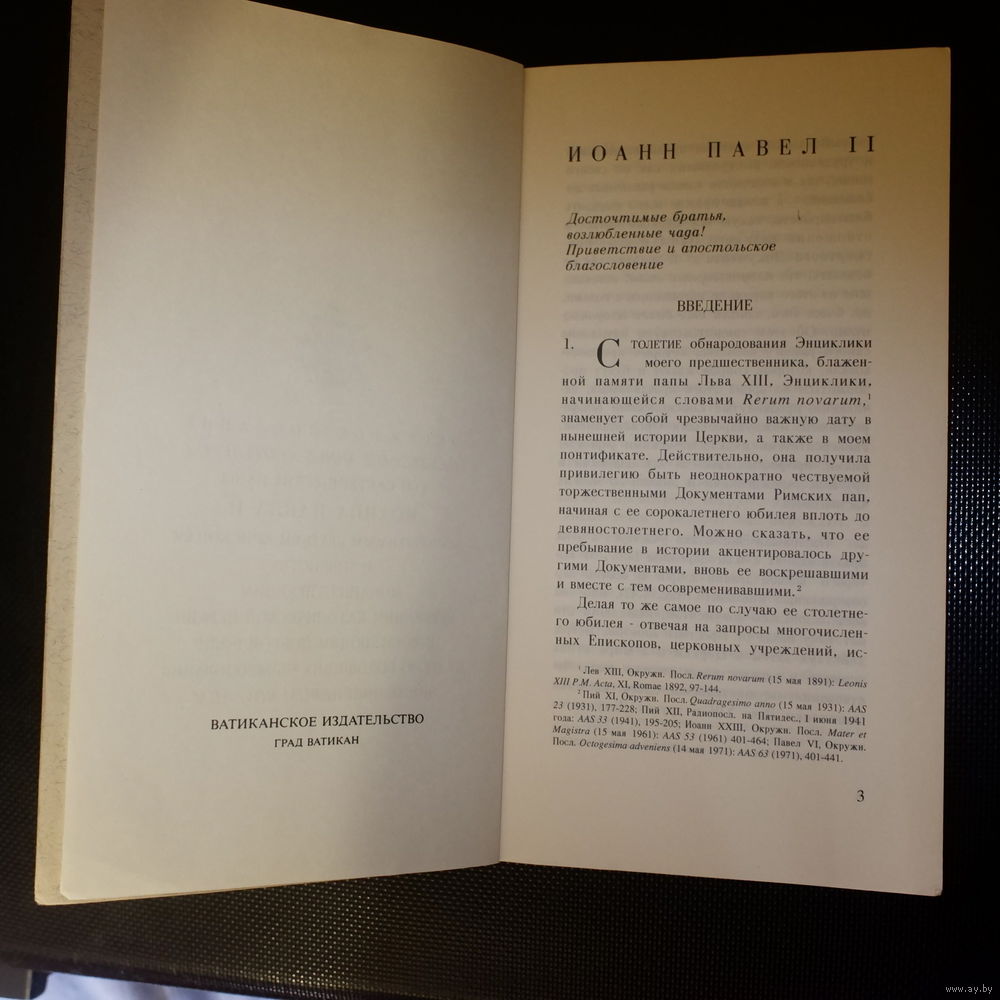 ВАТИКАНСКОЕ ИЗДАТЕЛЬСТВО
ГРАД ВАТИКАН
ИОАНН ПАВЕЛ II
Досточтимые братья,
возлюбленные чада!
Приветствие и апостольское
благословение
ВВЕДЕНИЕ
1. СТОЛЕТИЕ обнародования Энциклики
моего предшественника, блажен-
ной памяти папы Льва XIII, Энциклики,
начинающейся словами Rerum novarum,¹
знаменует собой чрезвычайно важную дату в
нынешней истории Церкви, а также в моем
понтификате. Действительно, она получила
привилегию быть неоднократно чествуемой
торжественными Документами Римских пап,
начиная с ее сорокалетнего юбилея вплоть до
девяностолетнего. Можно сказать, что ее
пребывание в истории акцентировалось дру-
гими Документами, вновь ее воскрешавшими
и вместе с тем осовременивавшими.²
Делая то же самое по случаю ее столетне-
го юбилея - отвечая на запросы многочислен-
ных Епископов, церковных учреждений, ис-
¹ Лев XIII, Окружн. Посл. Rerum novarum (15 мая 1891): Leonis
XIII P.M. Acta, XI, Romae 1892, 97-144.
² Пий XI, Окружн. Посл. Quadragesimo anno (15 мая 1931): AAS
23 (1931), 177-228; Пий XII, Радиопосл. на Пятидес., 1 июня 1941
года: AAS 33 (1941), 195-205; Иоанн XXIII, Окружн. Посл. Mater et
Magistra (15 мая 1961): AAS 53 (1961) 401-464; Павел VI, Окружн.
Посл. Octogesima adveniens (14 мая 1971): AAS 63 (1971), 401-441.
3
www.ay.by